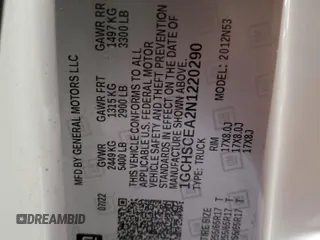 MFD BY GENERAL MOTORS LLC
07/22
GVWR GAWR FRT GAWR RR
2449 KG 1315 KG 1497 KG
5400 LB 2900 LB 3300 LB
THIS VEHICLE CONFORMS TO ALL
APPLICABLE U.S. FEDERAL MOTOR
VEHICLE SAFETY AND THEFT PREVENTION
STANDARDS IN EFFECT ON THE DATE OF
MANUFACTURE SHOWN ABOVE.
1GCHSCEA2N1220290
TYPE: TRUCK MODEL: 2012N53
TIRE SIZE RIM
17X8.0J
17X8.0J
17X8J
DREAMBID